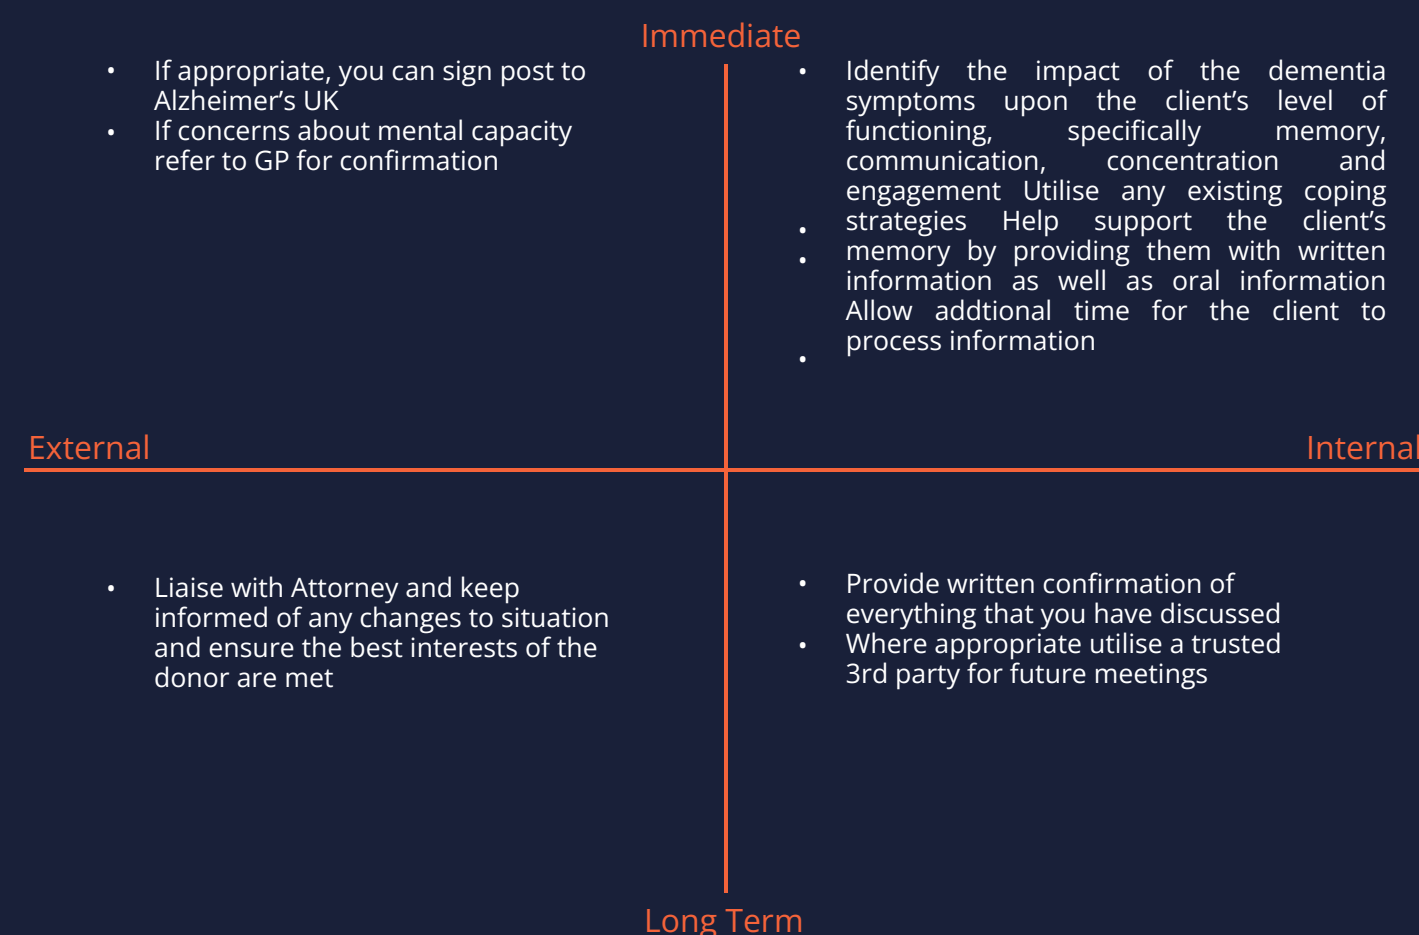 Immediate
• If appropriate, you can sign post to
Alzheimer's UK
• If concerns about mental capacity
refer to GP for confirmation
• Identify the impact of the dementia
symptoms upon the client's level of
functioning, specifically memory,
communication, concentration and
engagement Utilise any existing coping
• strategies Help support the client's
• memory by providing them with written
information as well as oral information
Allow addtional time for the client to
• process information
External
Internal
• Liaise with Attorney and keep
informed of any changes to situation
and ensure the best interests of the
donor are met
• Provide written confirmation of
everything that you have discussed
• Where appropriate utilise a trusted
3rd party for future meetings
Long Term